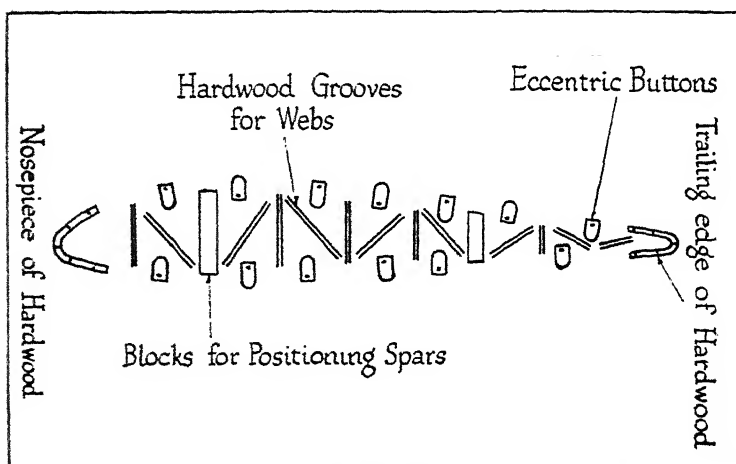 Hardwood Grooves
for Webs
Eccentric Buttons
Nosepiece of Hardwood
Trailing edge of Hardwood
Blocks for Positioning Spars